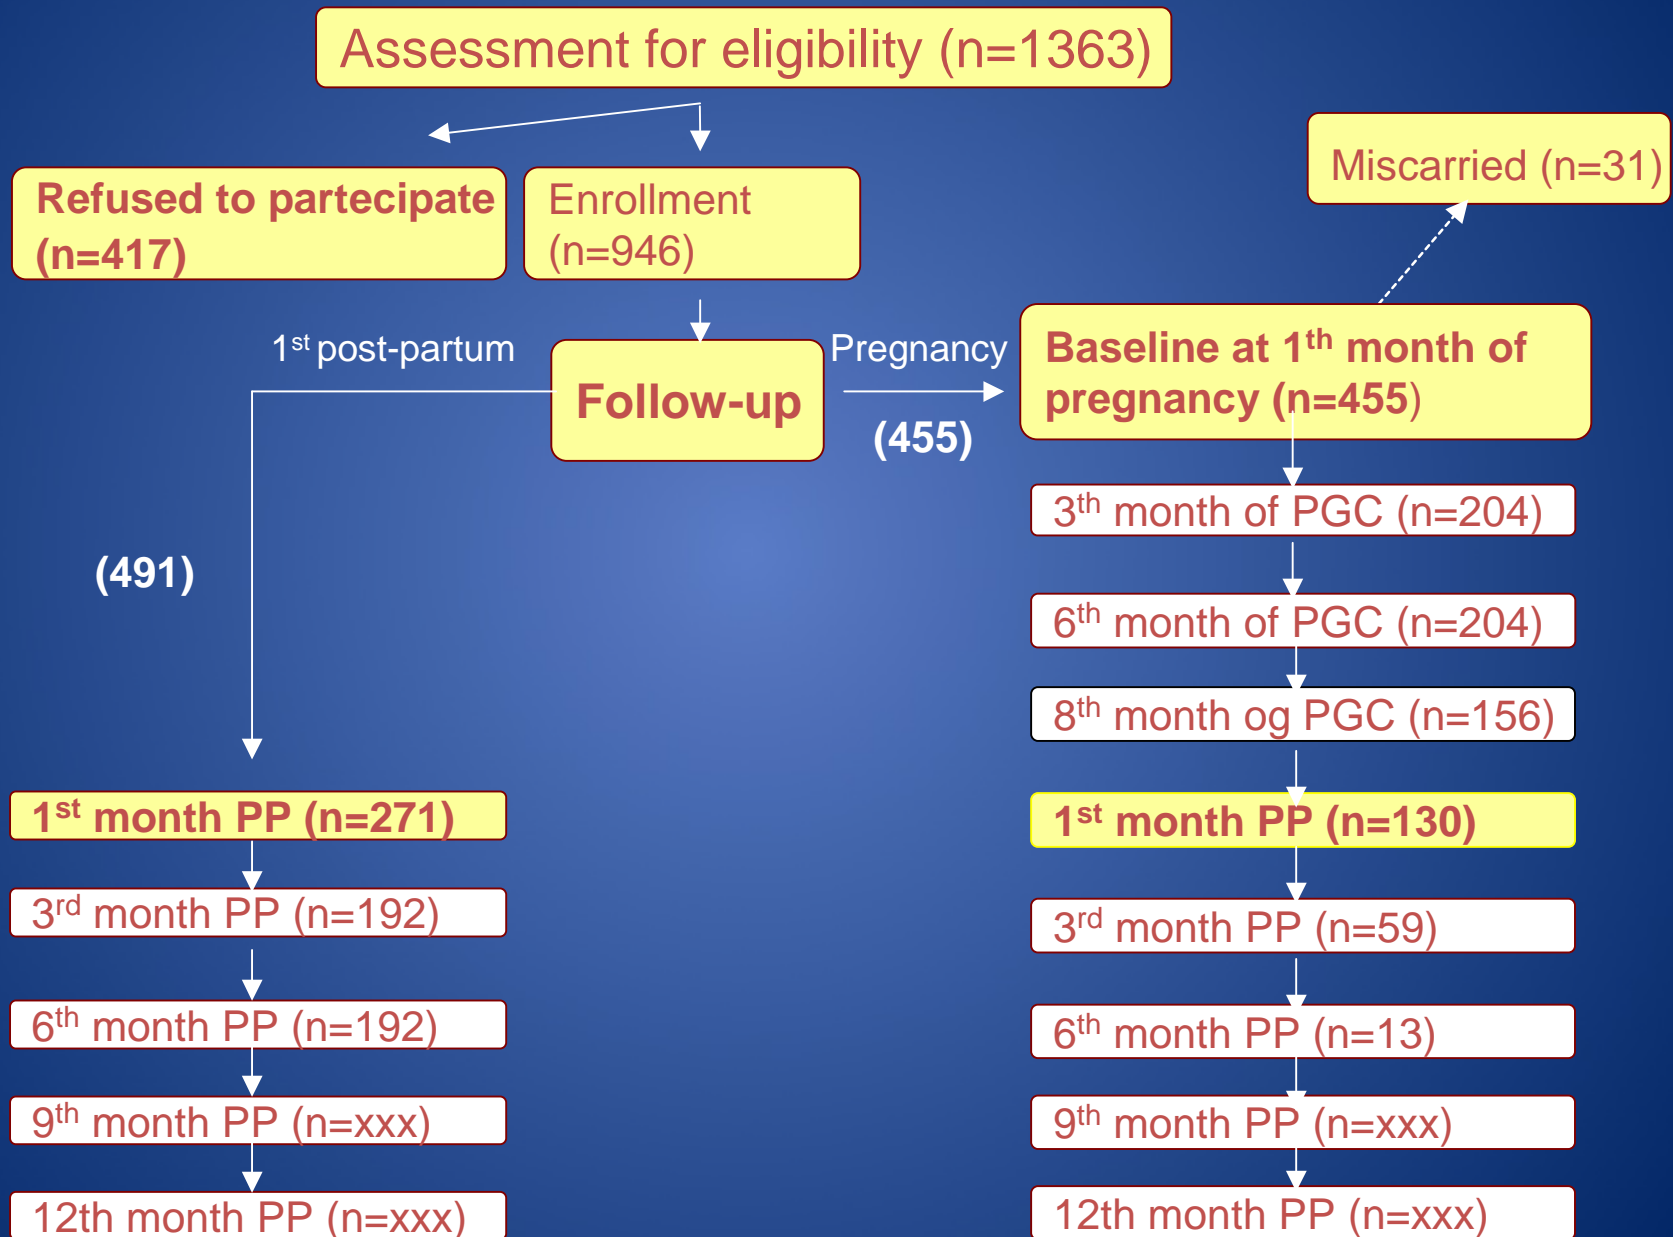 Assessment for eligibility (n=1363)
Miscarried (n=31)
Refused to partecipate
(n=417)
Enrollment
(n=946)
1st post-partum
Follow-up
Pregnancy
(455)
Baseline at 1th month of
pregnancy (n=455)
3th month of PGC (n=204)
(491)
6th month of PGC (n=204)
8th month og PGC (n=156)
1st month PP (n=271)
3rd month PP (n=192)
6th month PP (n=192)
9th month PP (n=xxx)
12th month PP (n=xxx)
1st month PP (n=130)
3rd month PP (n=59)
6th month PP (n=13)
9th month PP (n=xxx)
12th month PP (n=xxx)